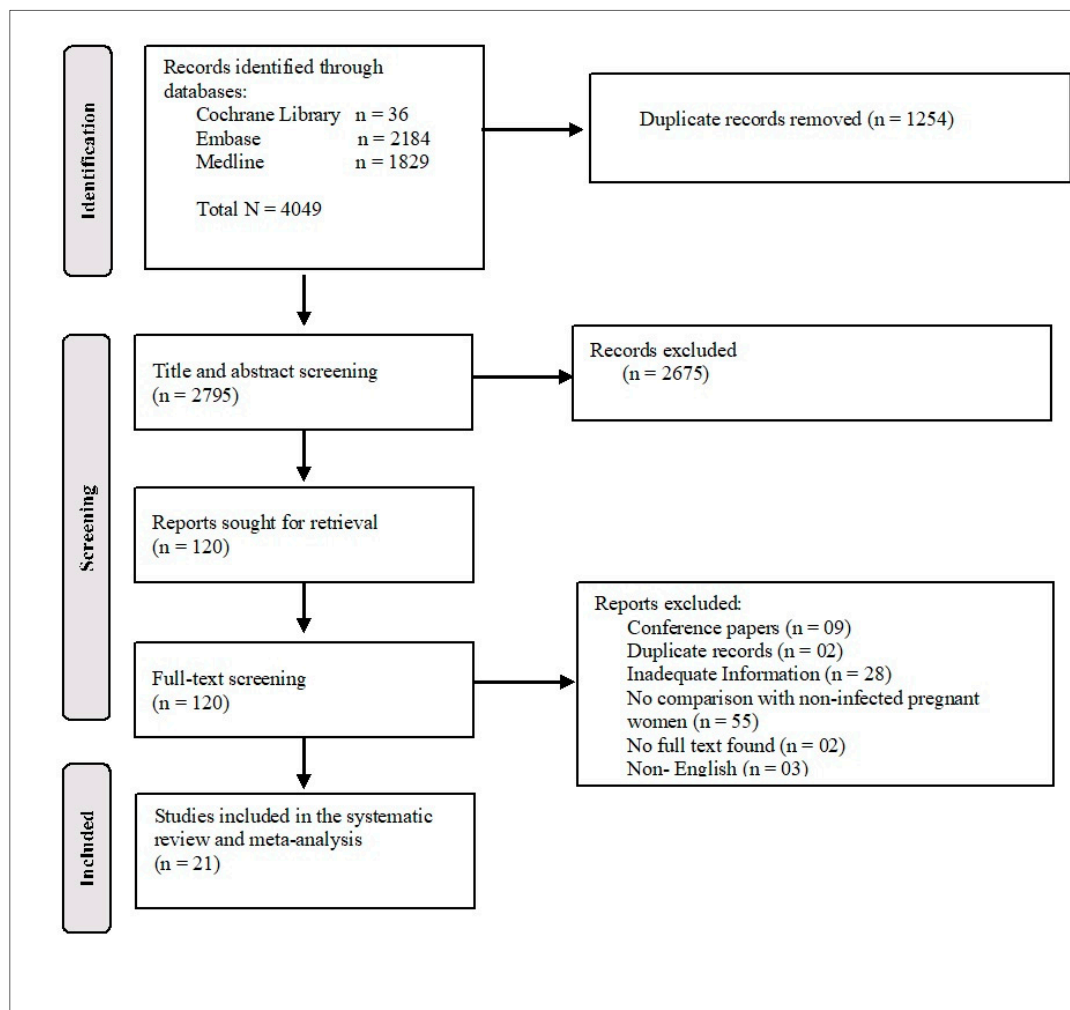 Identification
Records identified through
databases:
Cochrane Library n = 36
Embase n = 2184
Medline n = 1829
Total N = 4049
Duplicate records removed (n = 1254)
Screening
Title and abstract screening
(n = 2795)
Records excluded
(n = 2675)
Reports sought for retrieval
(n = 120)
Full-text screening
(n = 120)
Reports excluded:
Conference papers (n = 09)
Duplicate records (n = 02)
Inadequate Information (n = 28)
No comparison with non-infected pregnant
women (n = 55)
No full text found (n = 02)
Non- English (n = 03)
Included
Studies included in the systematic
review and meta-analysis
(n = 21)